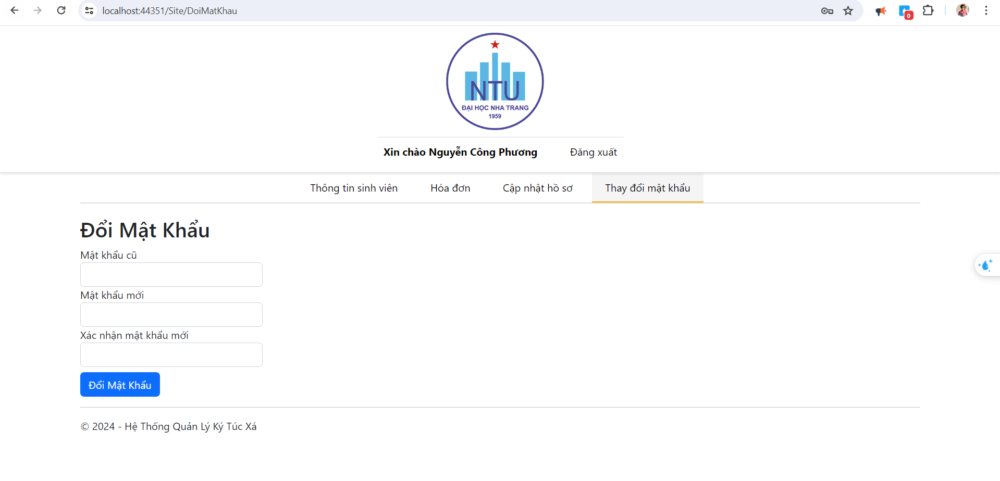 localhost:44351/Site/DoiMatKhau
0
NTU
ĐẠI HỌC NHA TRANG
1959
Xin chào Nguyễn Công Phương Đăng xuất
Thông tin sinh viên Hóa đơn Cập nhật hồ sơ Thay đổi mật khẩu
Đổi Mật Khẩu
Mật khẩu cũ
Mật khẩu mới
Xác nhận mật khẩu mới
Đổi Mật Khẩu
© 2024 - Hệ Thống Quản Lý Ký Túc Xá